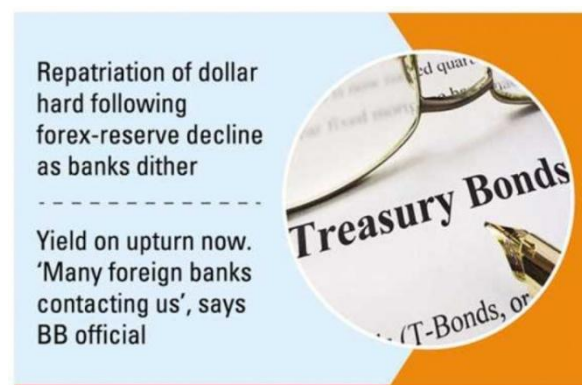 Repatriation of dollar
hard following
forex-reserve decline
as banks dither
Yield on upturn now.
'Many foreign banks
contacting us', says
BB official
Treasury Bonds
(T-Bonds, or